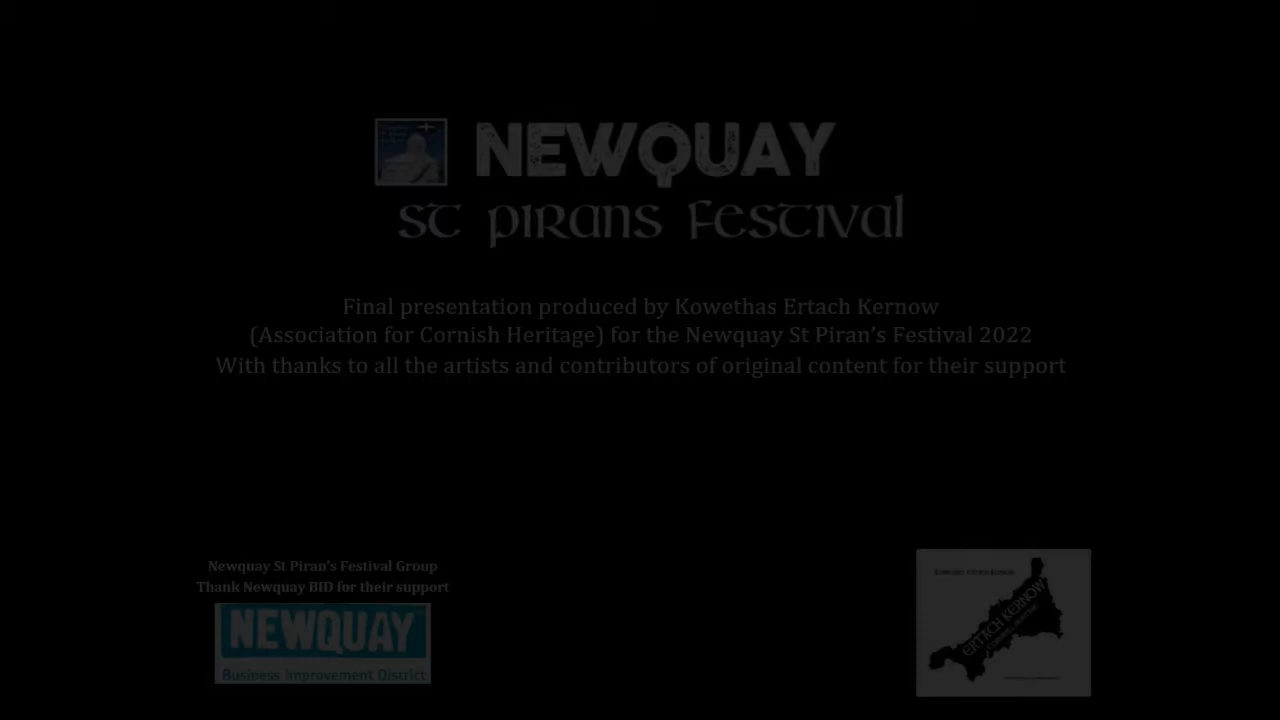 NEWQUAY
St Pirans Festival
Final presentation produced by Kowethas Ertach Kernow
(Association for Cornish Heritage) for the Newquay St Piran’s Festival 2022
With thanks to all the artists and contributors of original content for their support
Newquay St Piran’s Festival Group
Thank Newquay BID for their support
NEWQUAY
Business Improvement District
ERTACH KERNOW